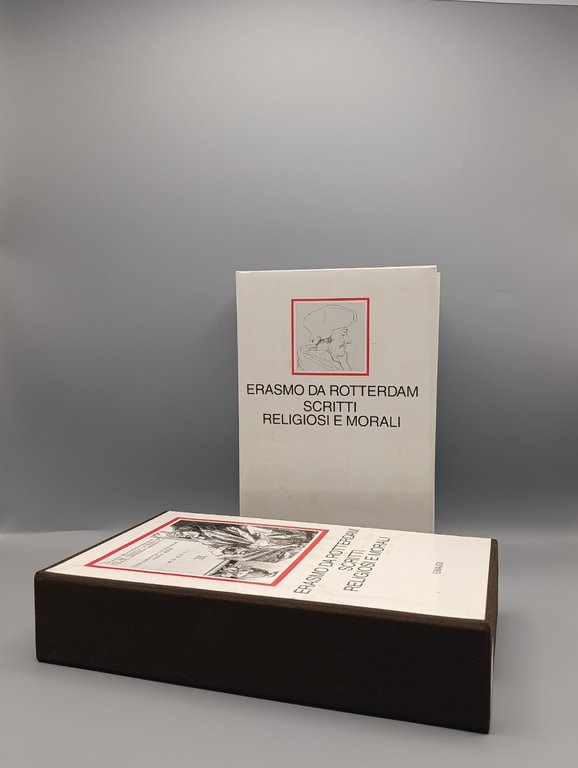 ERASMO DA ROTTERDAM
SCRITTI
RELIGIOSI E MORALI
ERASMO DA ROTTERDAM
SCRITTI
RELIGIOSI E MORALI
EINAUDI